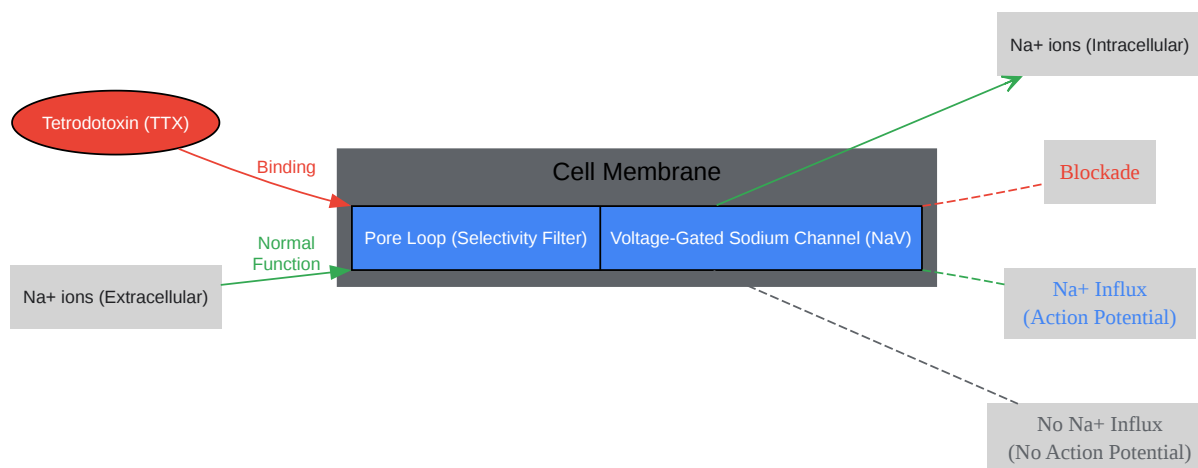 Na+ ions (Intracellular)
Tetrodotoxin (TTX)
Binding
Cell Membrane
Blockade
Pore Loop (Selectivity Filter)
Voltage-Gated Sodium Channel (NaV)
Normal
Function
Na+ ions (Extracellular)
Na+ Influx
(Action Potential)
No Na+ Influx
(No Action Potential)